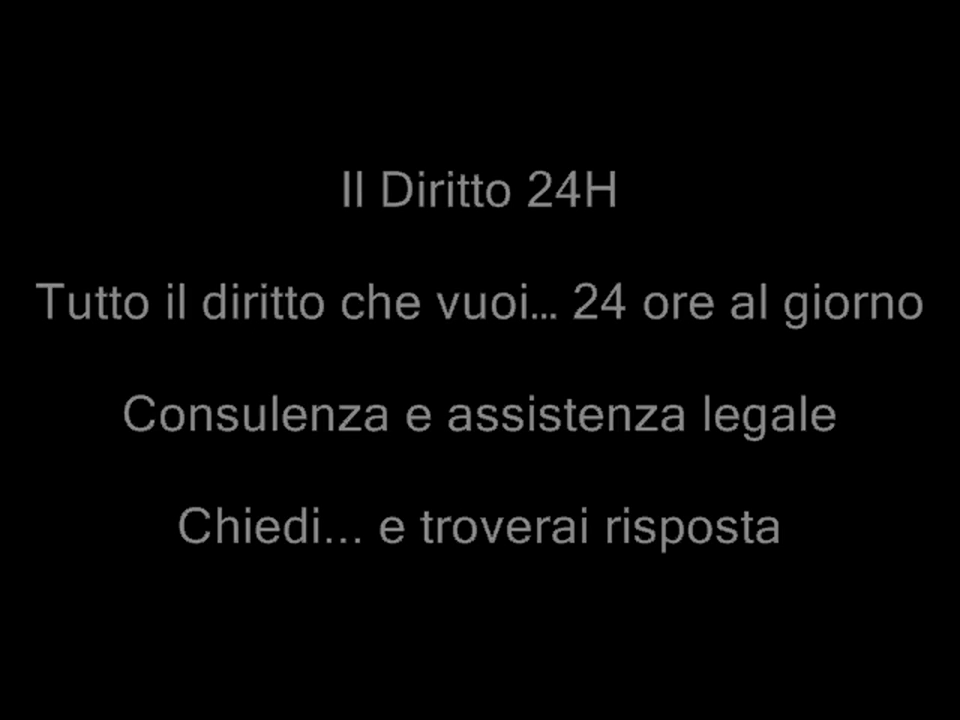 Il Diritto 24H
Tutto il diritto che vuoi... 24 ore al giorno
Consulenza e assistenza legale
Chiedi... e troverai risposta